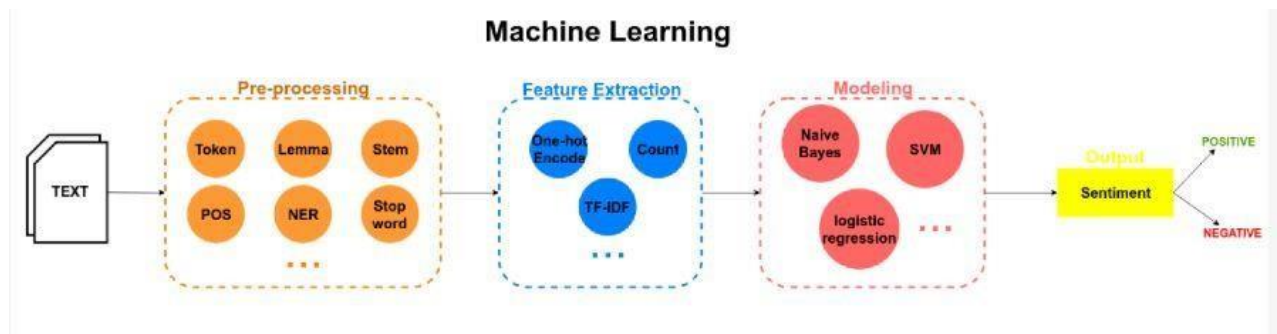 Machine Learning
TEXT
Pre-processing
Token
Lemma
Stem
POS
NER
Stop
word
...
Feature Extraction
One-hot
Encode
Count
TF-IDF
...
Modeling
Naive
Bayes
SVM
logistic
regression
...
Output
Sentiment
POSITIVE
NEGATIVE